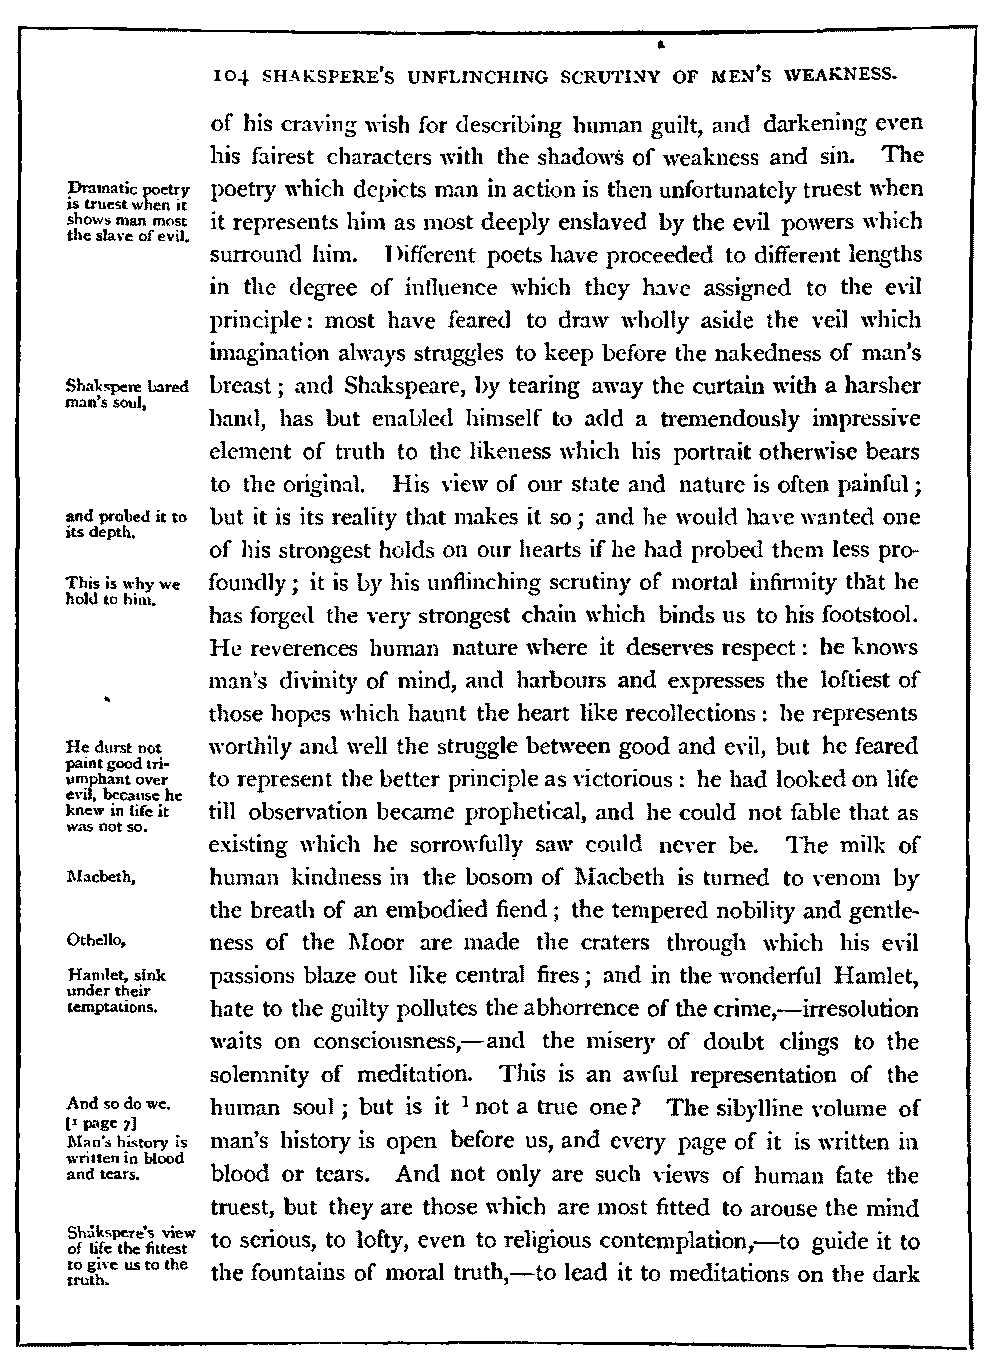 104 SHAKSPERE'S UNFLINCHING SCRUTINY OF MEN'S WEAKNESS.
of his craving wish for describing human guilt, and darkening even
his fairest characters with the shadows of weakness and sin. The
Dramatic poetry
is truest when it
shows man most
the slave of evil.
poetry which depicts man in action is then unfortunately truest when
it represents him as most deeply enslaved by the evil powers which
surround him. Different poets have proceeded to different lengths
in the degree of influence which they have assigned to the evil
principle: most have feared to draw wholly aside the veil which
imagination always struggles to keep before the nakedness of man's
Shakspere bared
man's soul,
breast; and Shakspeare, by tearing away the curtain with a harsher
hand, has but enabled himself to add a tremendously impressive
element of truth to the likeness which his portrait otherwise bears
to the original. His view of our state and nature is often painful;
and probed it to
its depth.
but it is its reality that makes it so; and he would have wanted one
of his strongest holds on our hearts if he had probed them less pro-
This is why we
hold to him.
foundly; it is by his unflinching scrutiny of mortal infirmity that he
has forged the very strongest chain which binds us to his footstool.
He reverences human nature where it deserves respect: he knows
man's divinity of mind, and harbours and expresses the loftiest of
those hopes which haunt the heart like recollections: he represents
He durst not
paint good tri-
umphant over
evil, because he
knew in life it
was not so.
worthily and well the struggle between good and evil, but he feared
to represent the better principle as victorious: he had looked on life
till observation became prophetical, and he could not fable that as
existing which he sorrowfully saw could never be. The milk of
Macbeth,
human kindness in the bosom of Macbeth is turned to venom by
the breath of an embodied fiend; the tempered nobility and gentle-
Othello,
ness of the Moor are made the craters through which his evil
Hamlet, sink
under their
temptations.
passions blaze out like central fires; and in the wonderful Hamlet,
hate to the guilty pollutes the abhorrence of the crime,—irresolution
waits on consciousness,—and the misery of doubt clings to the
solemnity of meditation. This is an awful representation of the
And so do we.
[1 page 7]
Man's history is
written in blood
and tears.
human soul; but is it 1 not a true one? The sibylline volume of
man's history is open before us, and every page of it is written in
blood or tears. And not only are such views of human fate the
truest, but they are those which are most fitted to arouse the mind
Shakspere's view
of life the fittest
to give us to the
truth.
to serious, to lofty, even to religious contemplation,—to guide it to
the fountains of moral truth,—to lead it to meditations on the dark